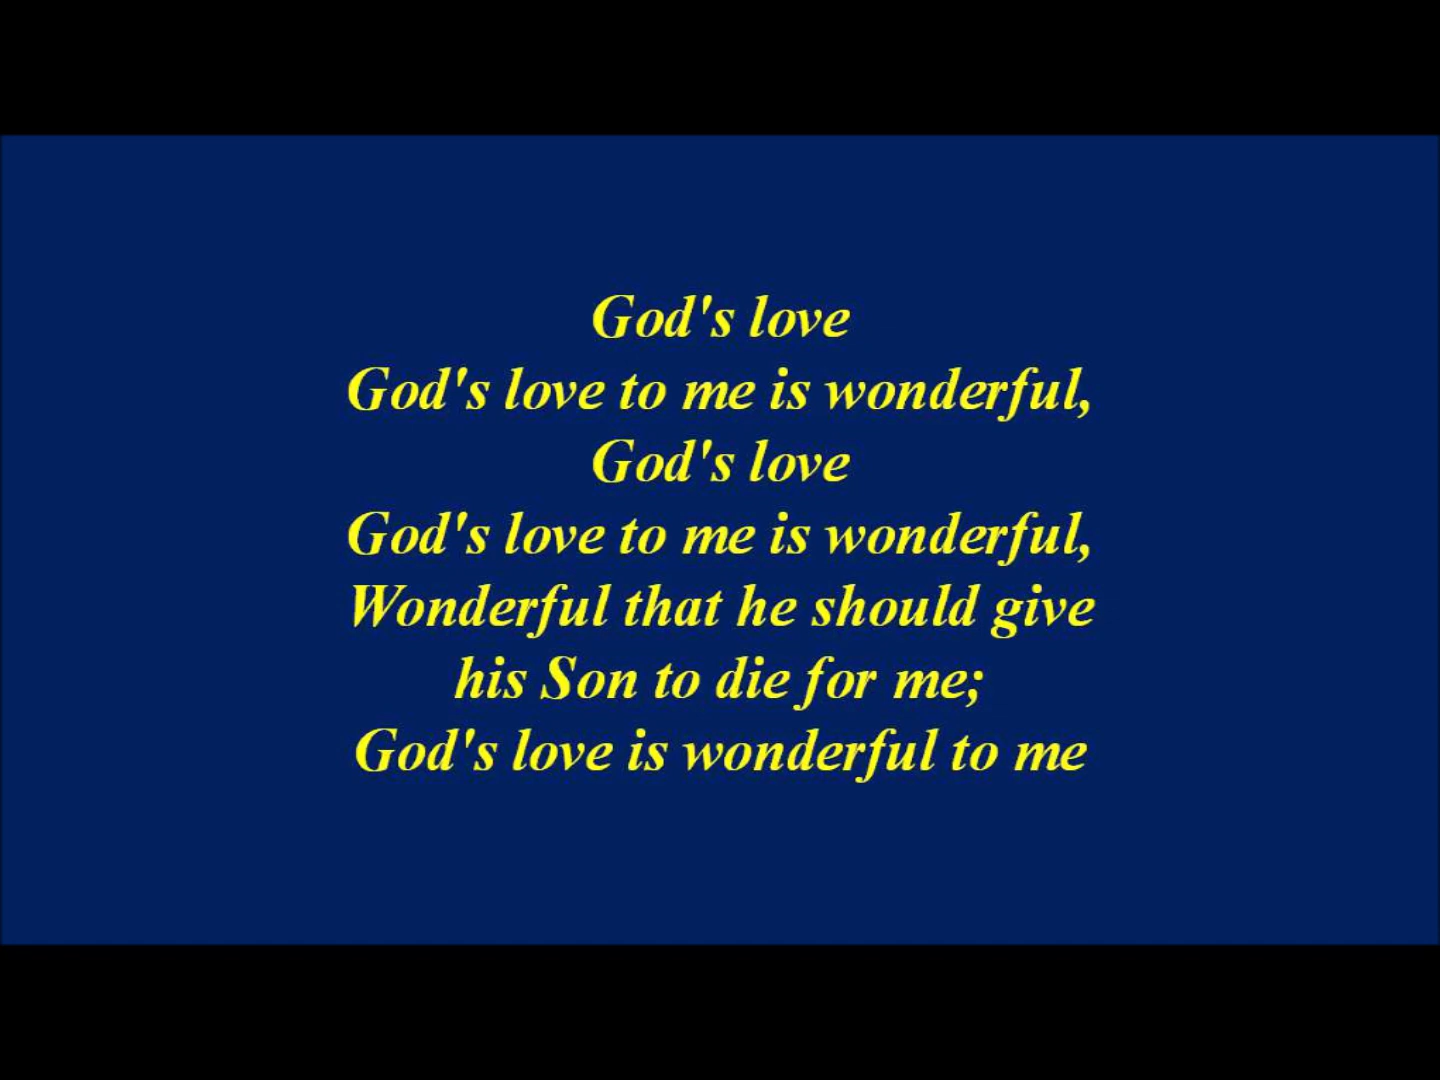 God's love
God's love to me is wonderful,
God's love
God's love to me is wonderful,
Wonderful that he should give
his Son to die for me;
God's love is wonderful to me